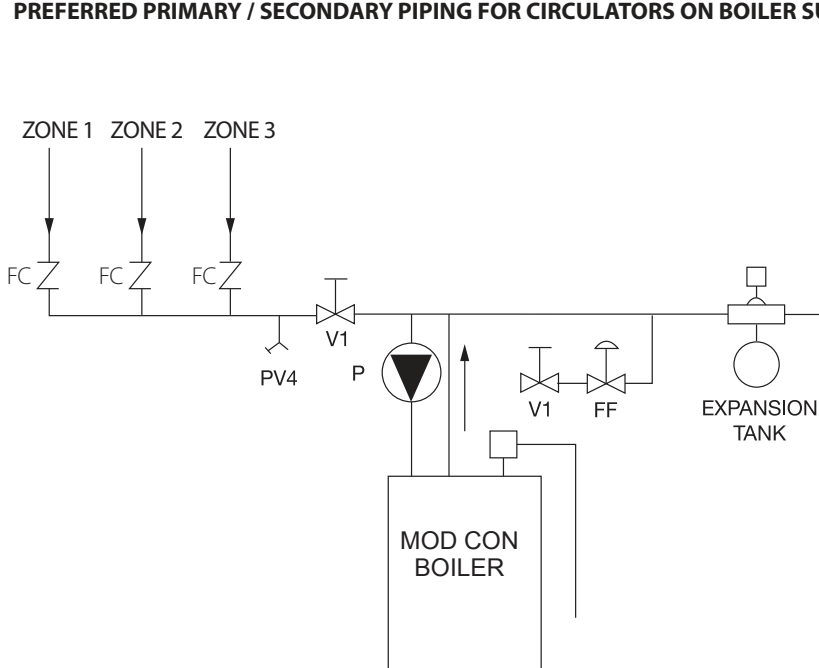 PREFERRED PRIMARY / SECONDARY PIPING FOR CIRCULATORS ON BOILER
ZONE 1 ZONE 2 ZONE 3
FC FC FC
V1
PV4
P
V1 FF
EXPANSION
TANK
MOD CON
BOILER